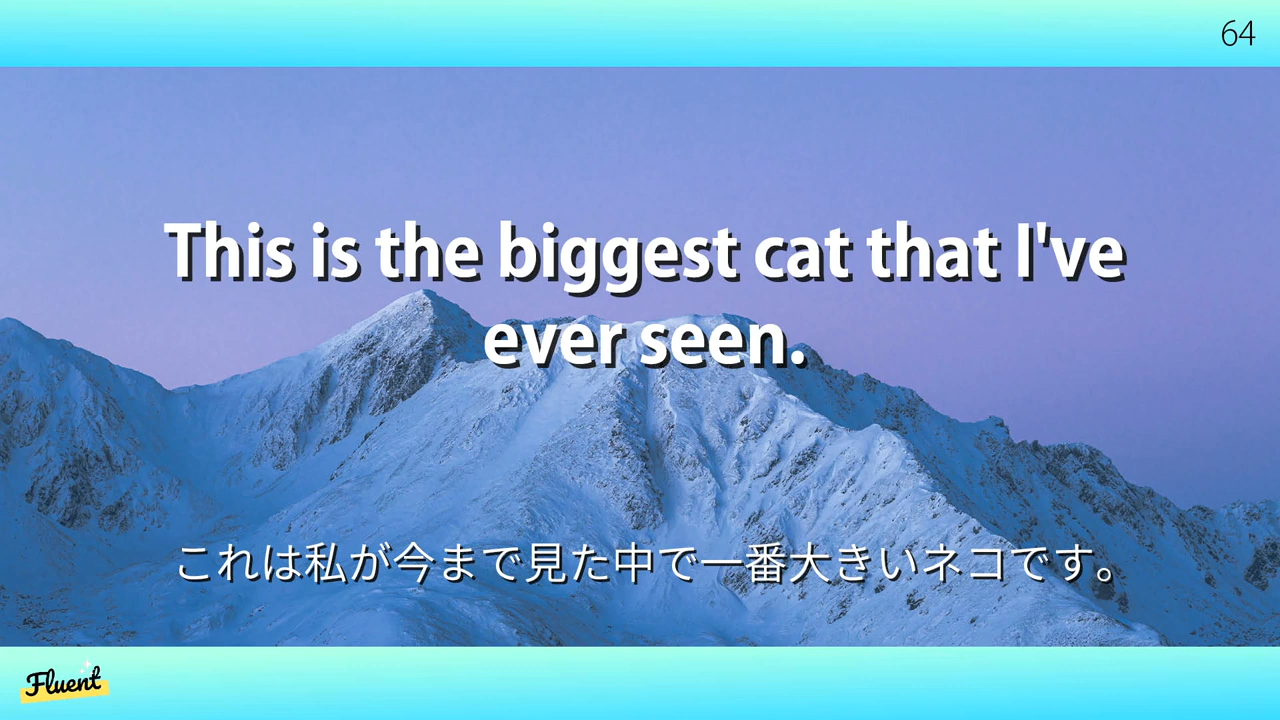 64
This is the biggest cat that I've
ever seen.
これは私が今まで見た中で一番大きいネコです。
Fluent